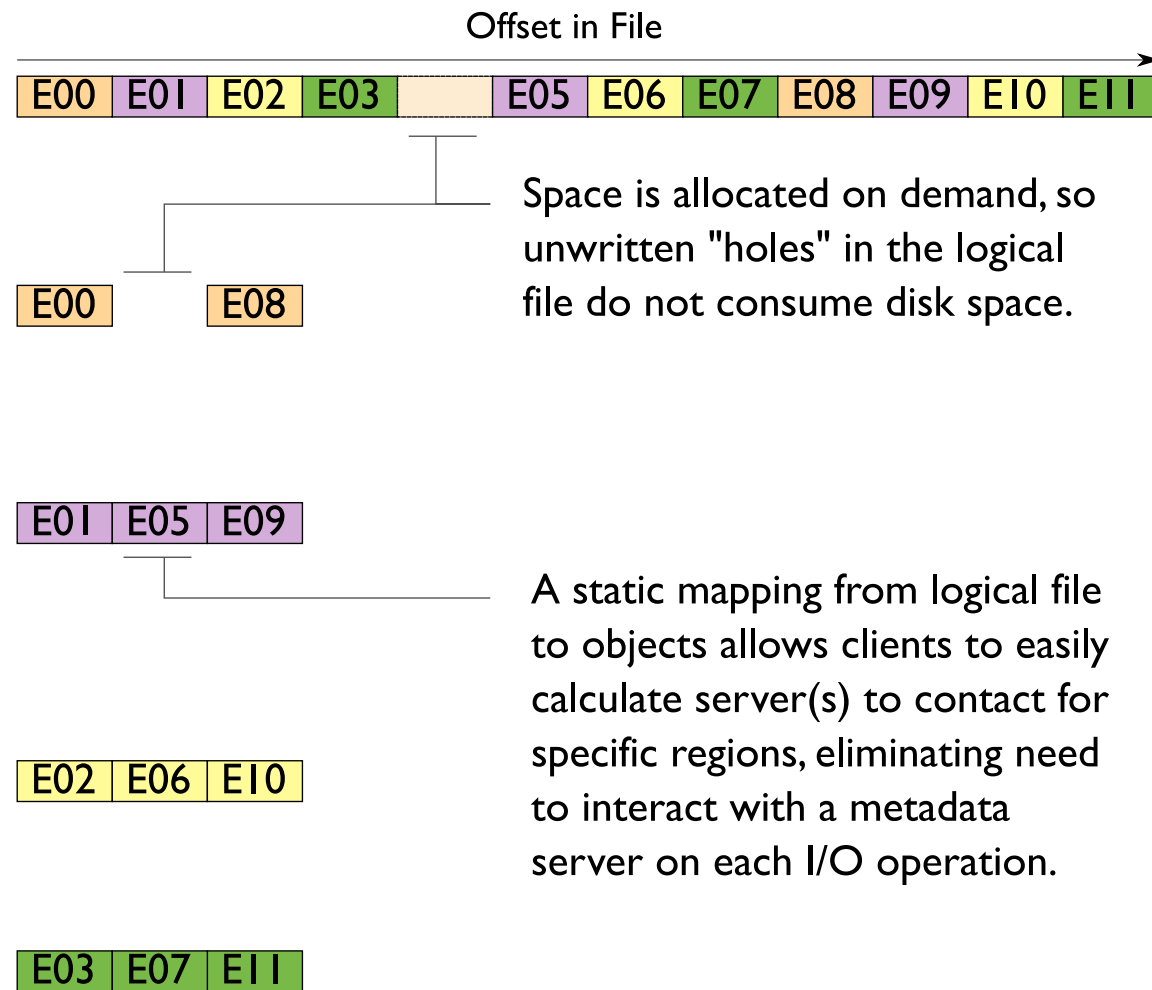 Offset in File
E00 E01 E02 E03 E05 E06 E07 E08 E09 E10 E11
Space is allocated on demand, so
unwritten "holes" in the logical
file do not consume disk space.
E00 E08
E01 E05 E09
A static mapping from logical file
to objects allows clients to easily
calculate server(s) to contact for
specific regions, eliminating need
to interact with a metadata
server on each I/O operation.
E02 E06 E10
E03 E07 E11